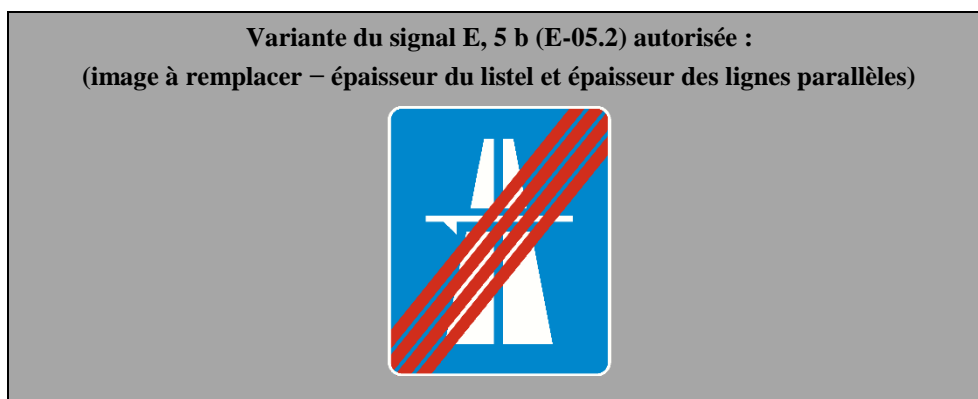 Variante du signal E, 5 b (E-05.2) autorisée :
(image à remplacer − épaisseur du listel et épaisseur des lignes parallèles)